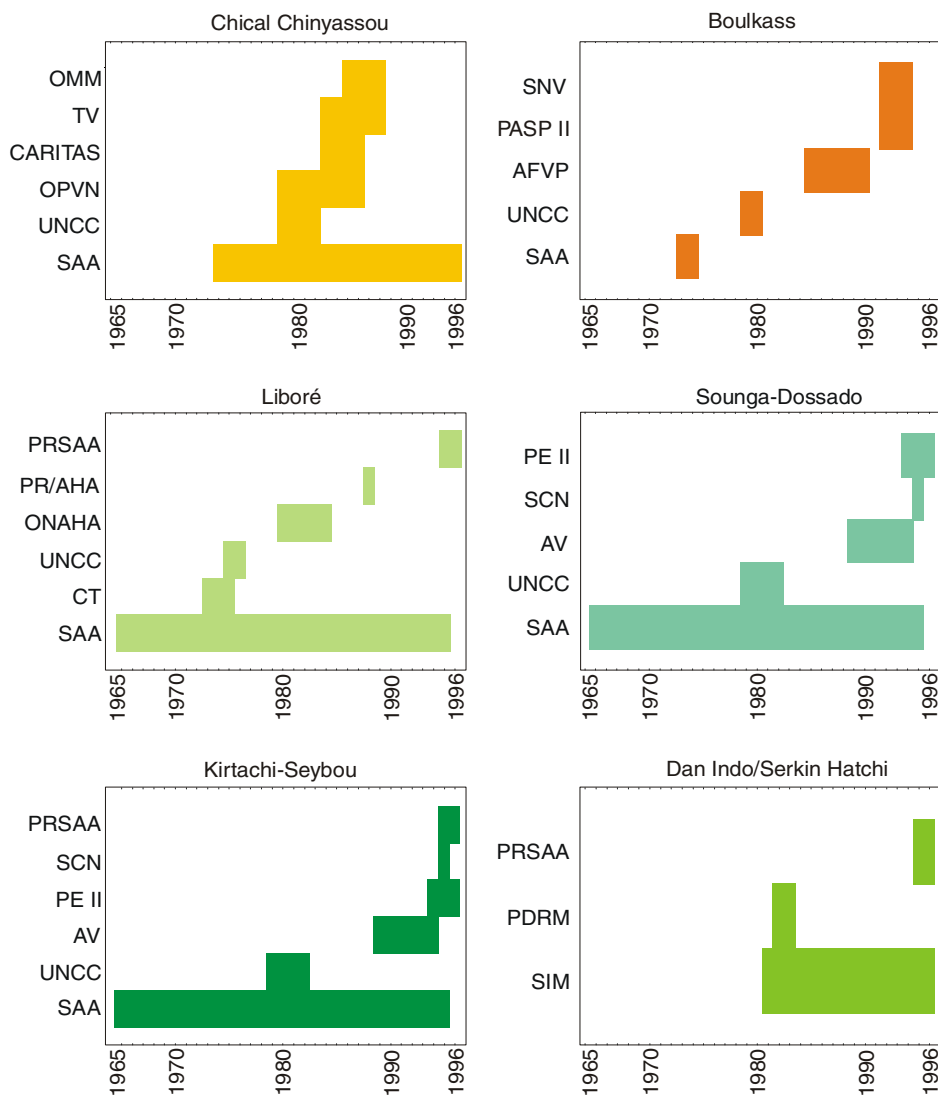 Chical Chinyassou
OMM
TV
CARITAS
OPVN
UNCC
SAA
1965
1970
1980
1990
1996
Boulkass
SNV
PASP II
AFVP
UNCC
SAA
1965
1970
1980
1990
1996
Liboré
PRSAA
PR/AHA
ONAHA
UNCC
CT
SAA
1965
1970
1980
1990
1996
Sounga-Dossado
PE II
SCN
AV
UNCC
SAA
1965
1970
1980
1990
1996
Kirtachi-Seybou
PRSAA
SCN
PE II
AV
UNCC
SAA
1965
1970
1980
1990
1996
Dan Indo/Serkin Hatchi
PRSAA
PDRM
SIM
1965
1970
1980
1990
1996